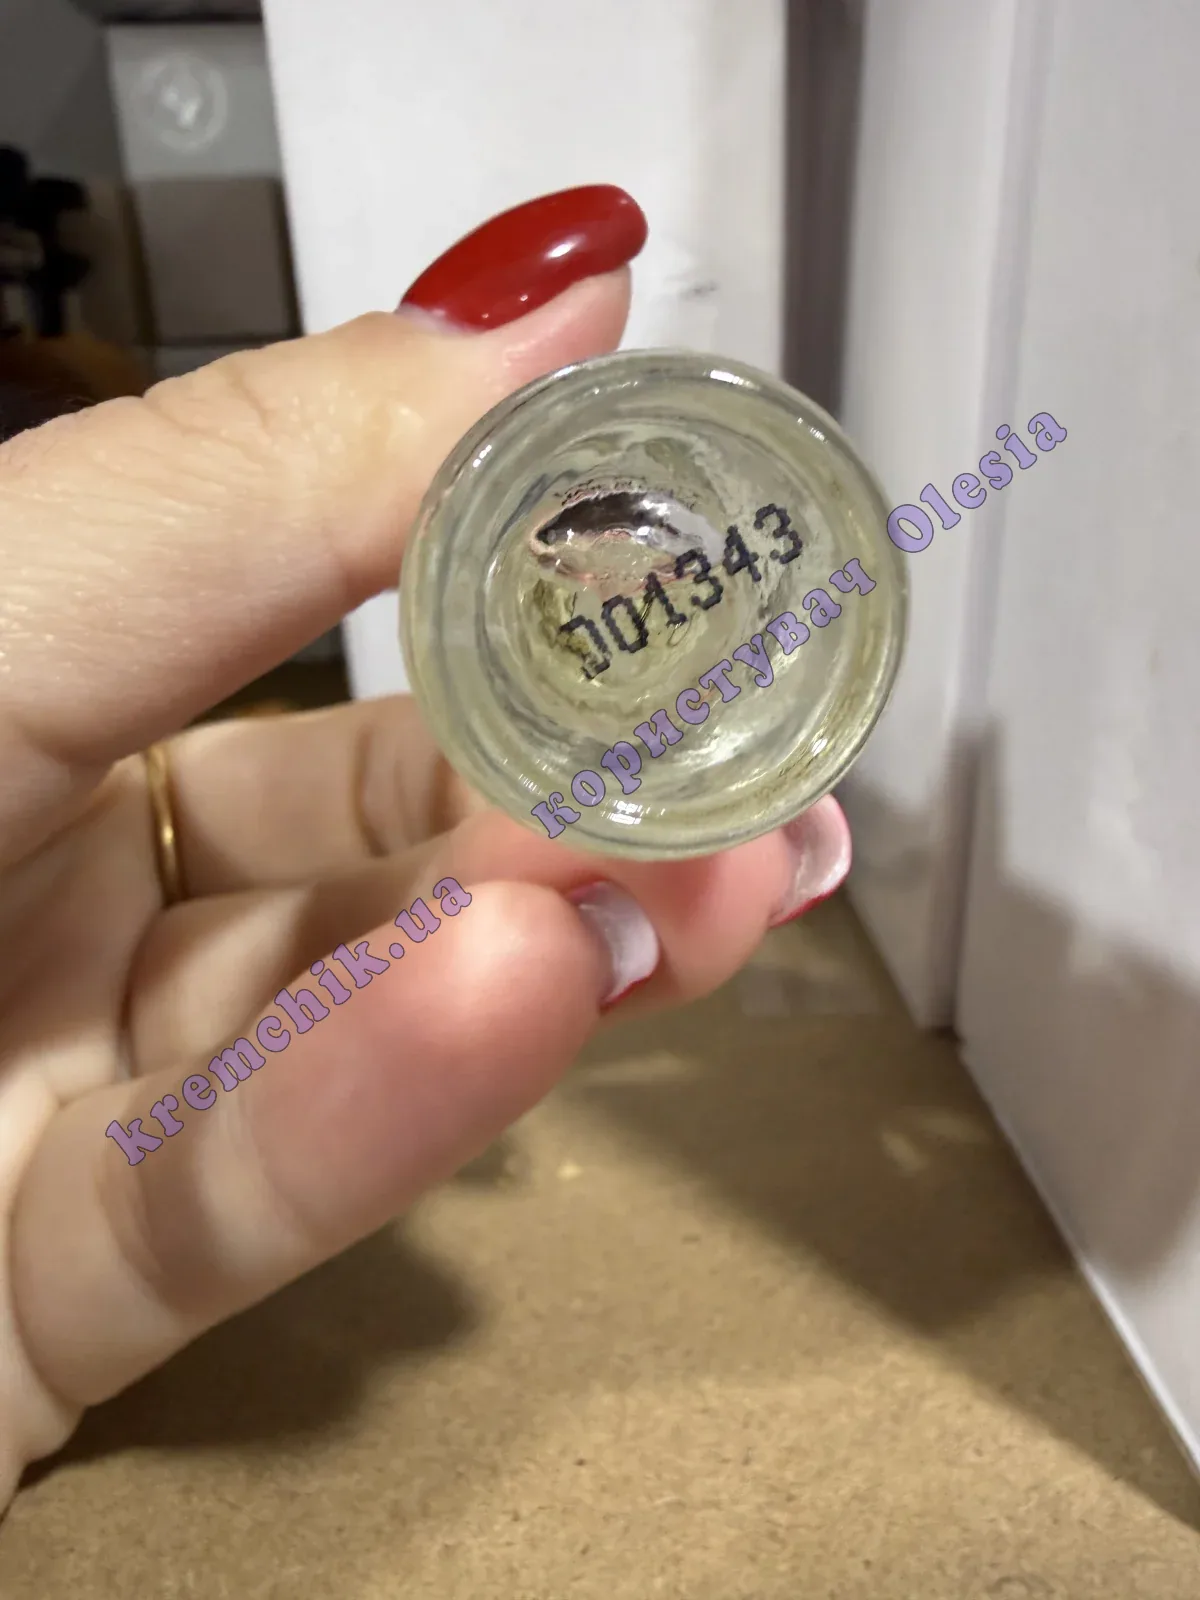 D01343
користувач Olesia
kremchik.ua